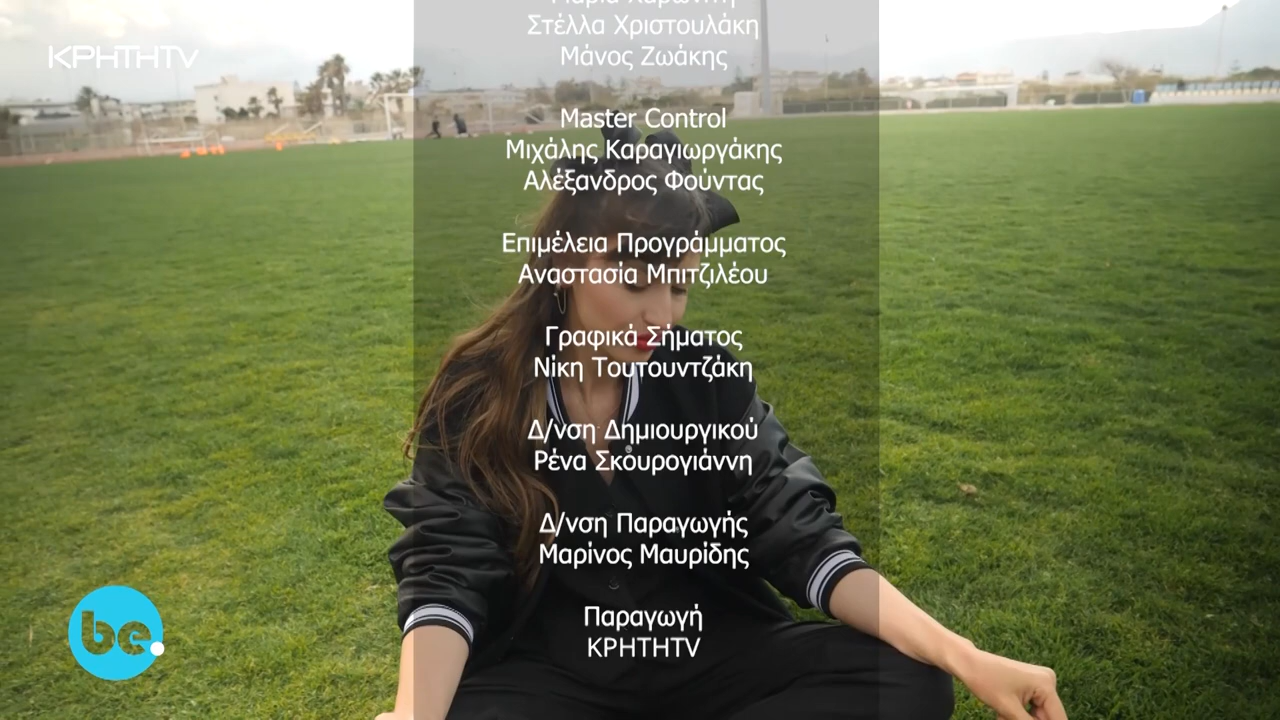 Στέλλα Χριστουλάκη
Μάνος Ζωάκης
ΚΡΗΤΗTV
Master Control
Μιχάλης Καραγιωργάκης
Αλέξανδρος Φούντας
Επιμέλεια Προγράμματος
Αναστασία Μπιτζιλέου
Γραφικά Σήματος
Νίκη Τουτουντζάκη
Δ/νση Δημιουργικού
Ρένα Σκουρογιάννη
Δ/νση Παραγωγής
Μαρίνος Μαυρίδης
Παραγωγή
ΚΡΗΤΗTV
be.